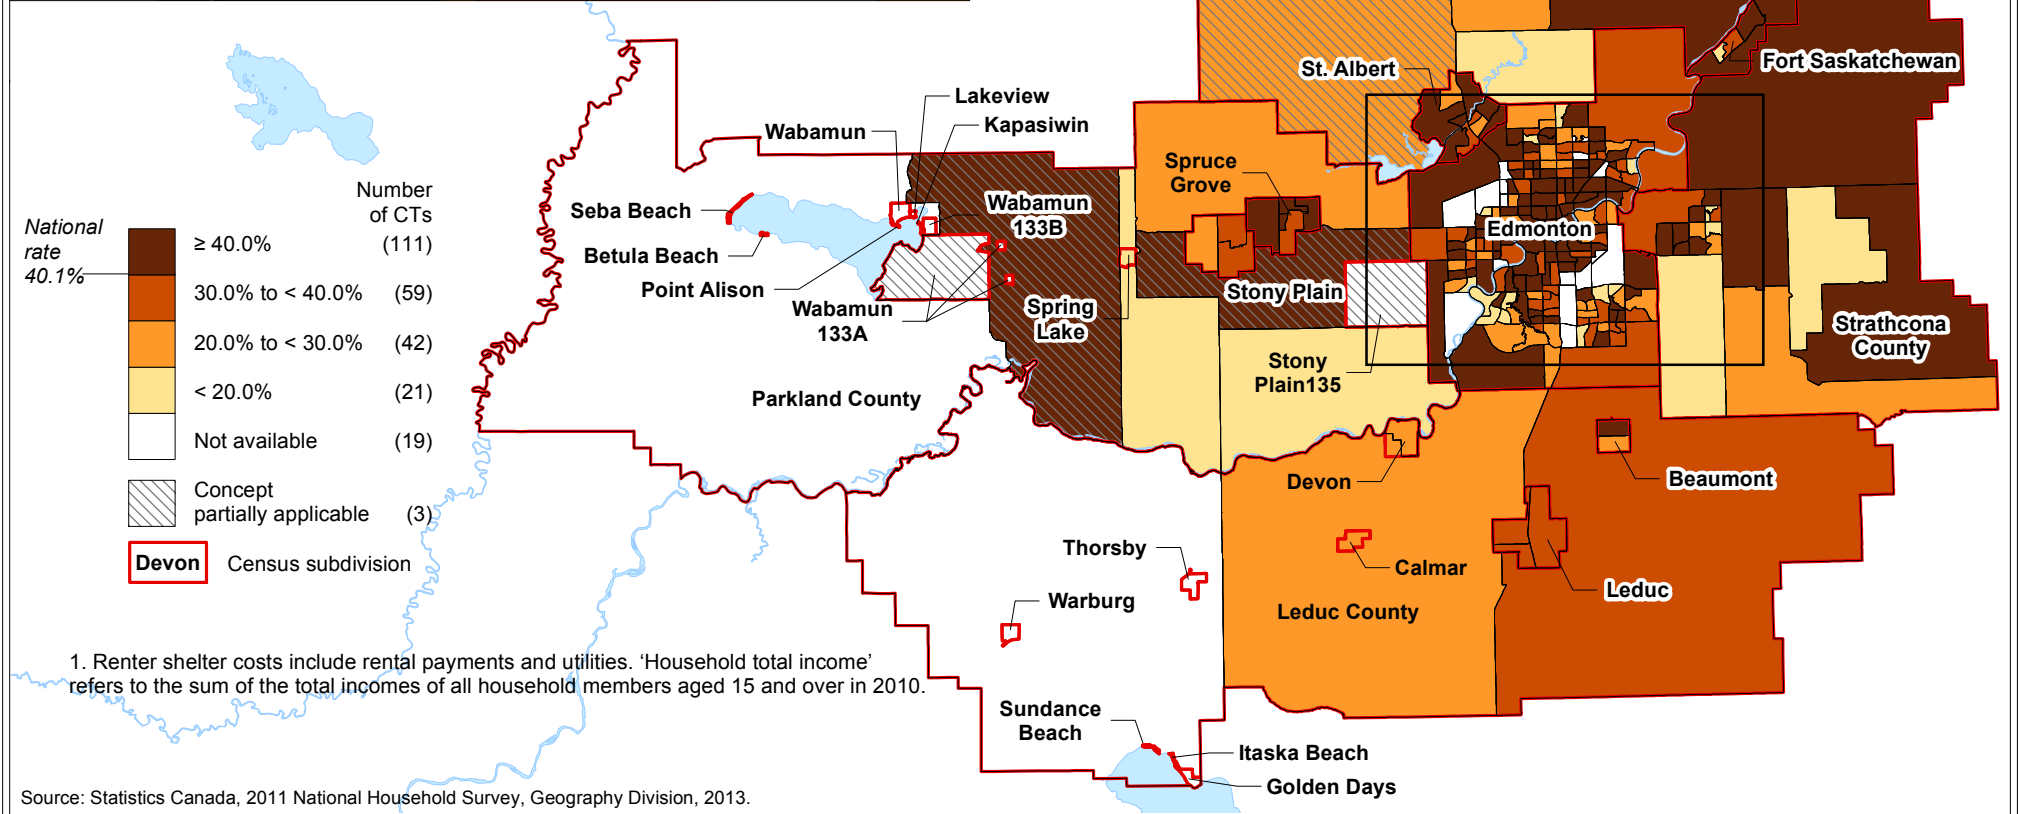 National
rate
40.1%
Number
of CTs
≥ 40.0% (111)
30.0% to < 40.0% (59)
20.0% to < 30.0% (42)
< 20.0% (21)
Not available (19)
Concept
partially applicable (3)
Devon Census subdivision
Lakeview
Kapasiwin
Wabamun
Seba Beach
Betula Beach
Point Alison
Wabamun
133A
Wabamun
133B
Spring
Lake
Parkland County
Spruce
Grove
Stony Plain
Stony
Plain135
St. Albert
Edmonton
Fort Saskatchewan
Strathcona
County
Devon
Beaumont
Calmar
Leduc
Leduc County
Thorsby
Warburg
Sundance
Beach
Itaska Beach
Golden Days
1. Renter shelter costs include rental payments and utilities. ‘Household total income’
refers to the sum of the total incomes of all household members aged 15 and over in 2010.
Source: Statistics Canada, 2011 National Household Survey, Geography Division, 2013.